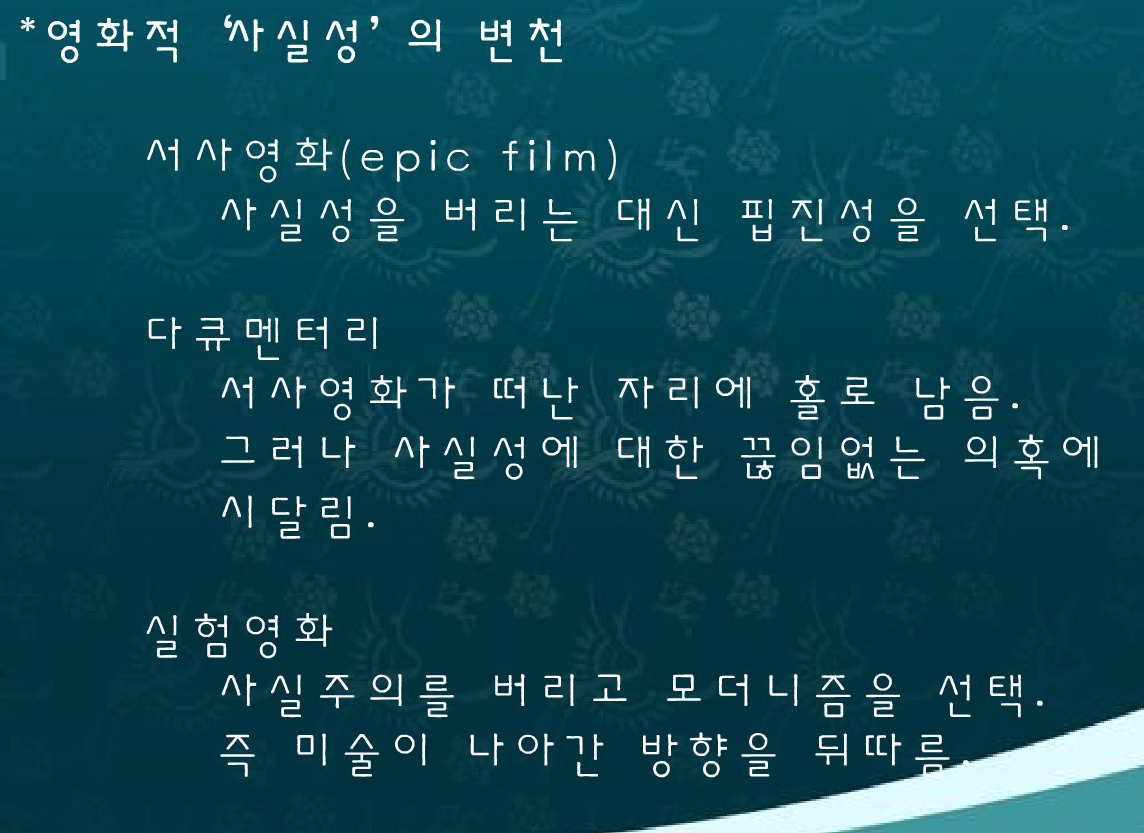 *영화적 ‘사실성’의 변천
서사영화(epic film)
사실성을 버리는 대신 핍진성을 선택.
다큐멘터리
서사영화가 떠난 자리에 홀로 남음.
그러나 사실성에 대한 끊임없는 의혹에
시달림.
실험영화
사실주의를 버리고 모더니즘을 선택.
즉 미술이 나아간 방향을 뒤따름.